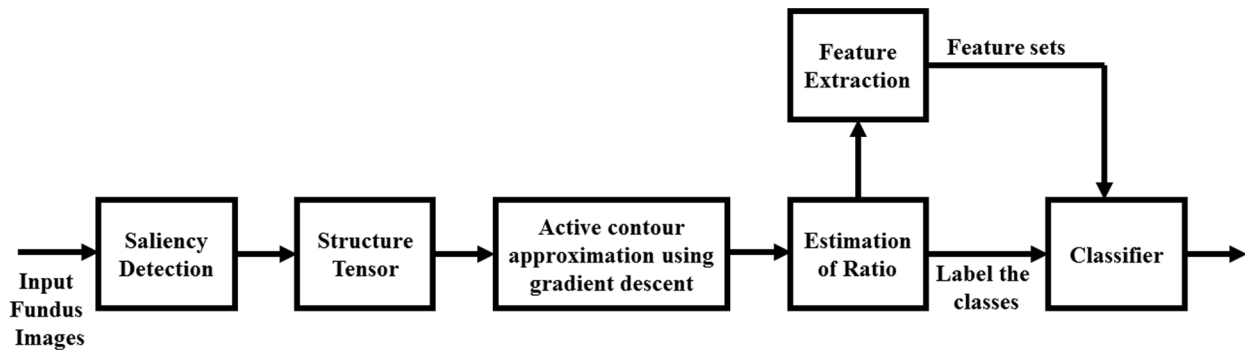 Feature
Extraction
Feature sets
Input
Fundus
Images
Saliency
Detection
Structure
Tensor
Active contour
approximation using
gradient descent
Estimation
of Ratio
Label the
classes
Classifier